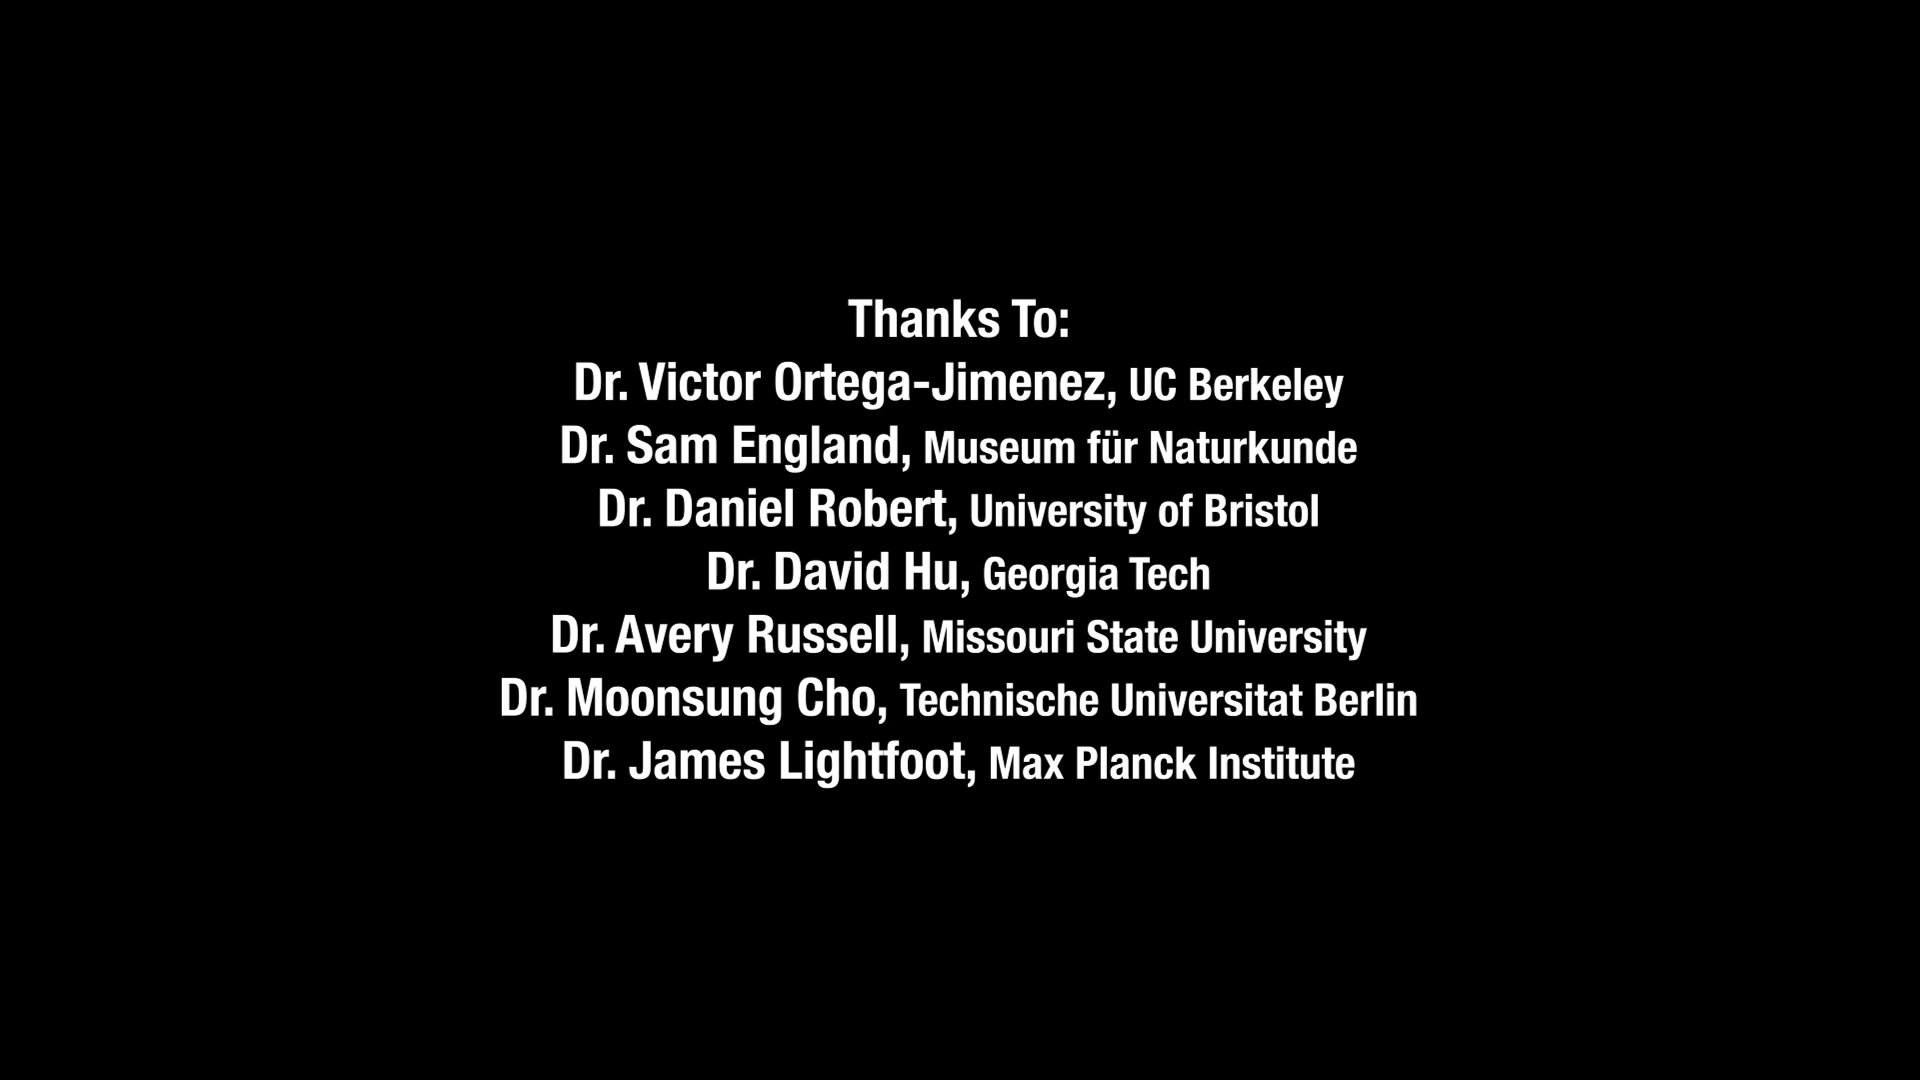 Thanks To:
Dr. Victor Ortega-Jimenez, UC Berkeley
Dr. Sam England, Museum für Naturkunde
Dr. Daniel Robert, University of Bristol
Dr. David Hu, Georgia Tech
Dr. Avery Russell, Missouri State University
Dr. Moonsung Cho, Technische Universitat Berlin
Dr. James Lightfoot, Max Planck Institute